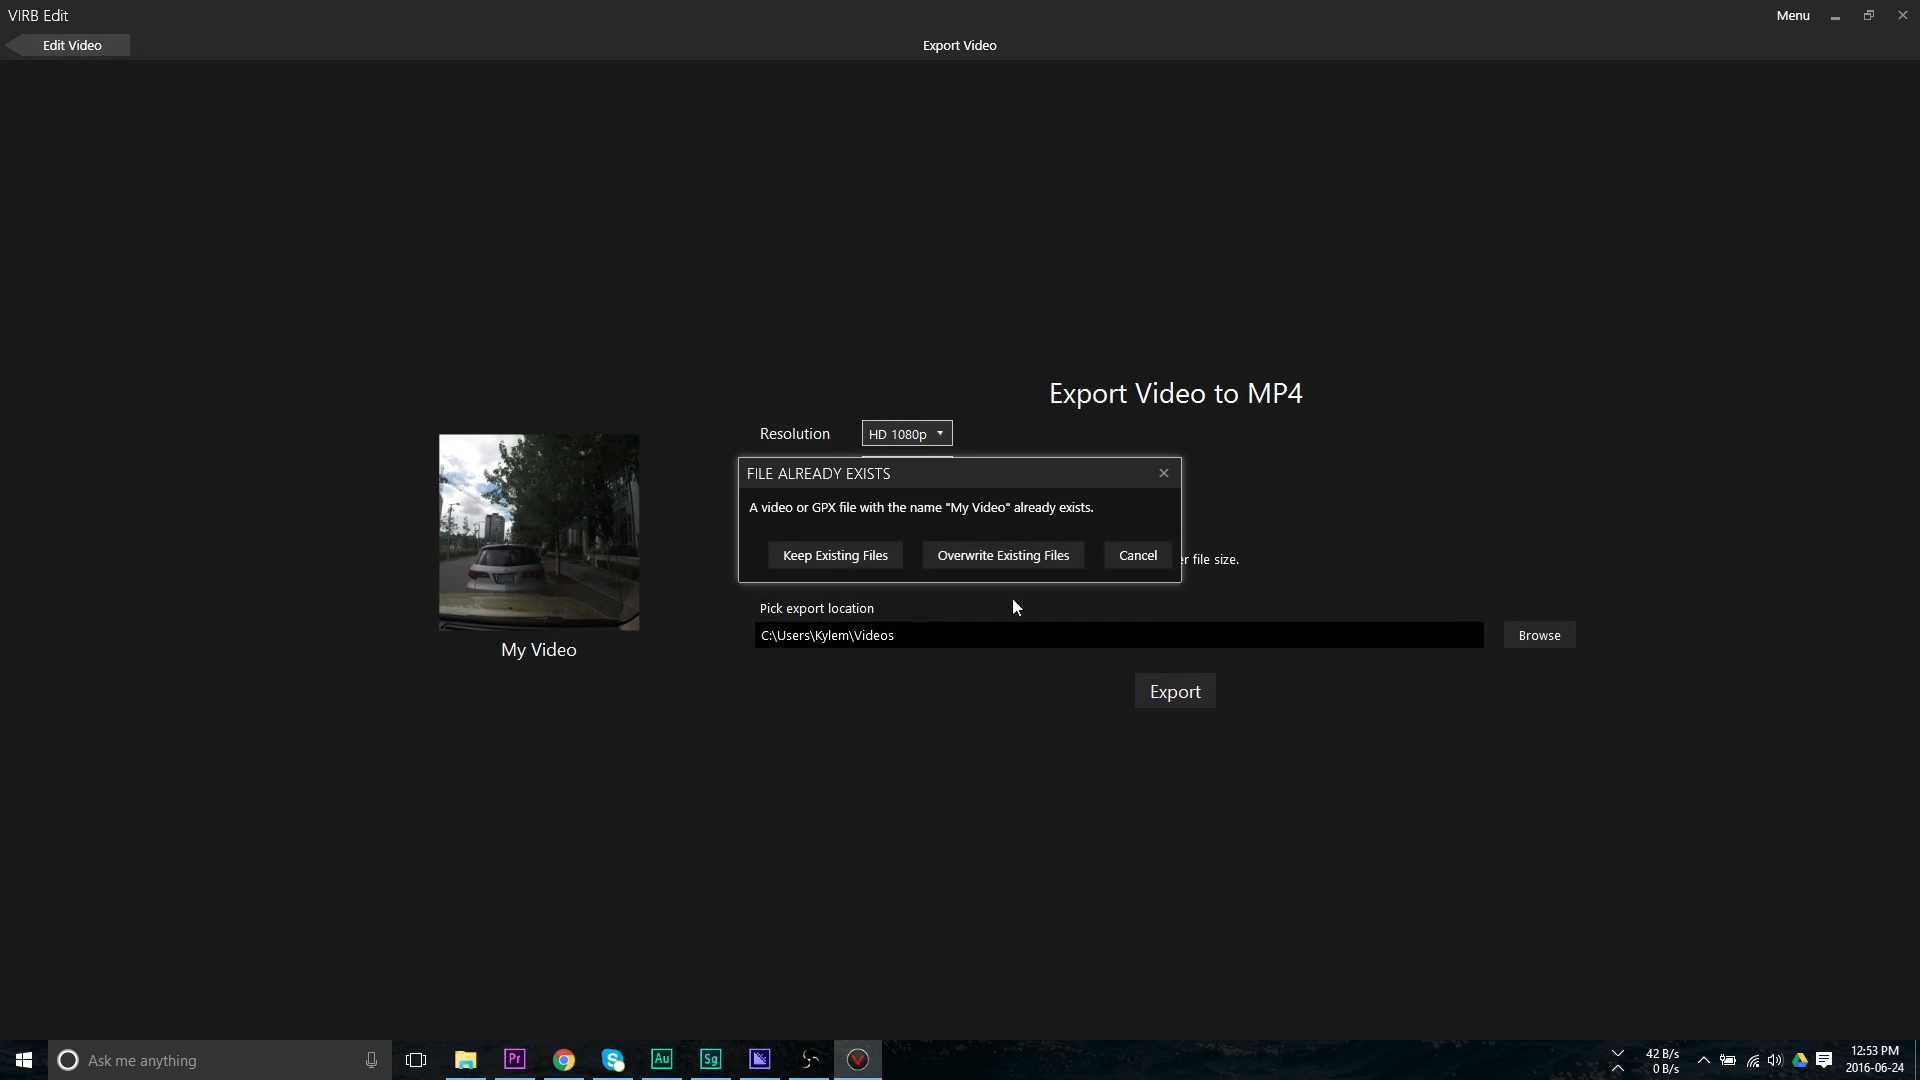 VIRB Edit
Menu
Edit Video
Export Video
Export Video to MP4
Resolution
HD 1080p
FILE ALREADY EXISTS
A video or GPX file with the name "My Video" already exists.
Keep Existing Files
Overwrite Existing Files
Cancel
file size.
Pick export location
C:\Users\Kylem\Videos
Browse
My Video
Export
Ask me anything
Pr
Au
Sg
42 B/s
0 B/s
12:53 PM
2016-06-24